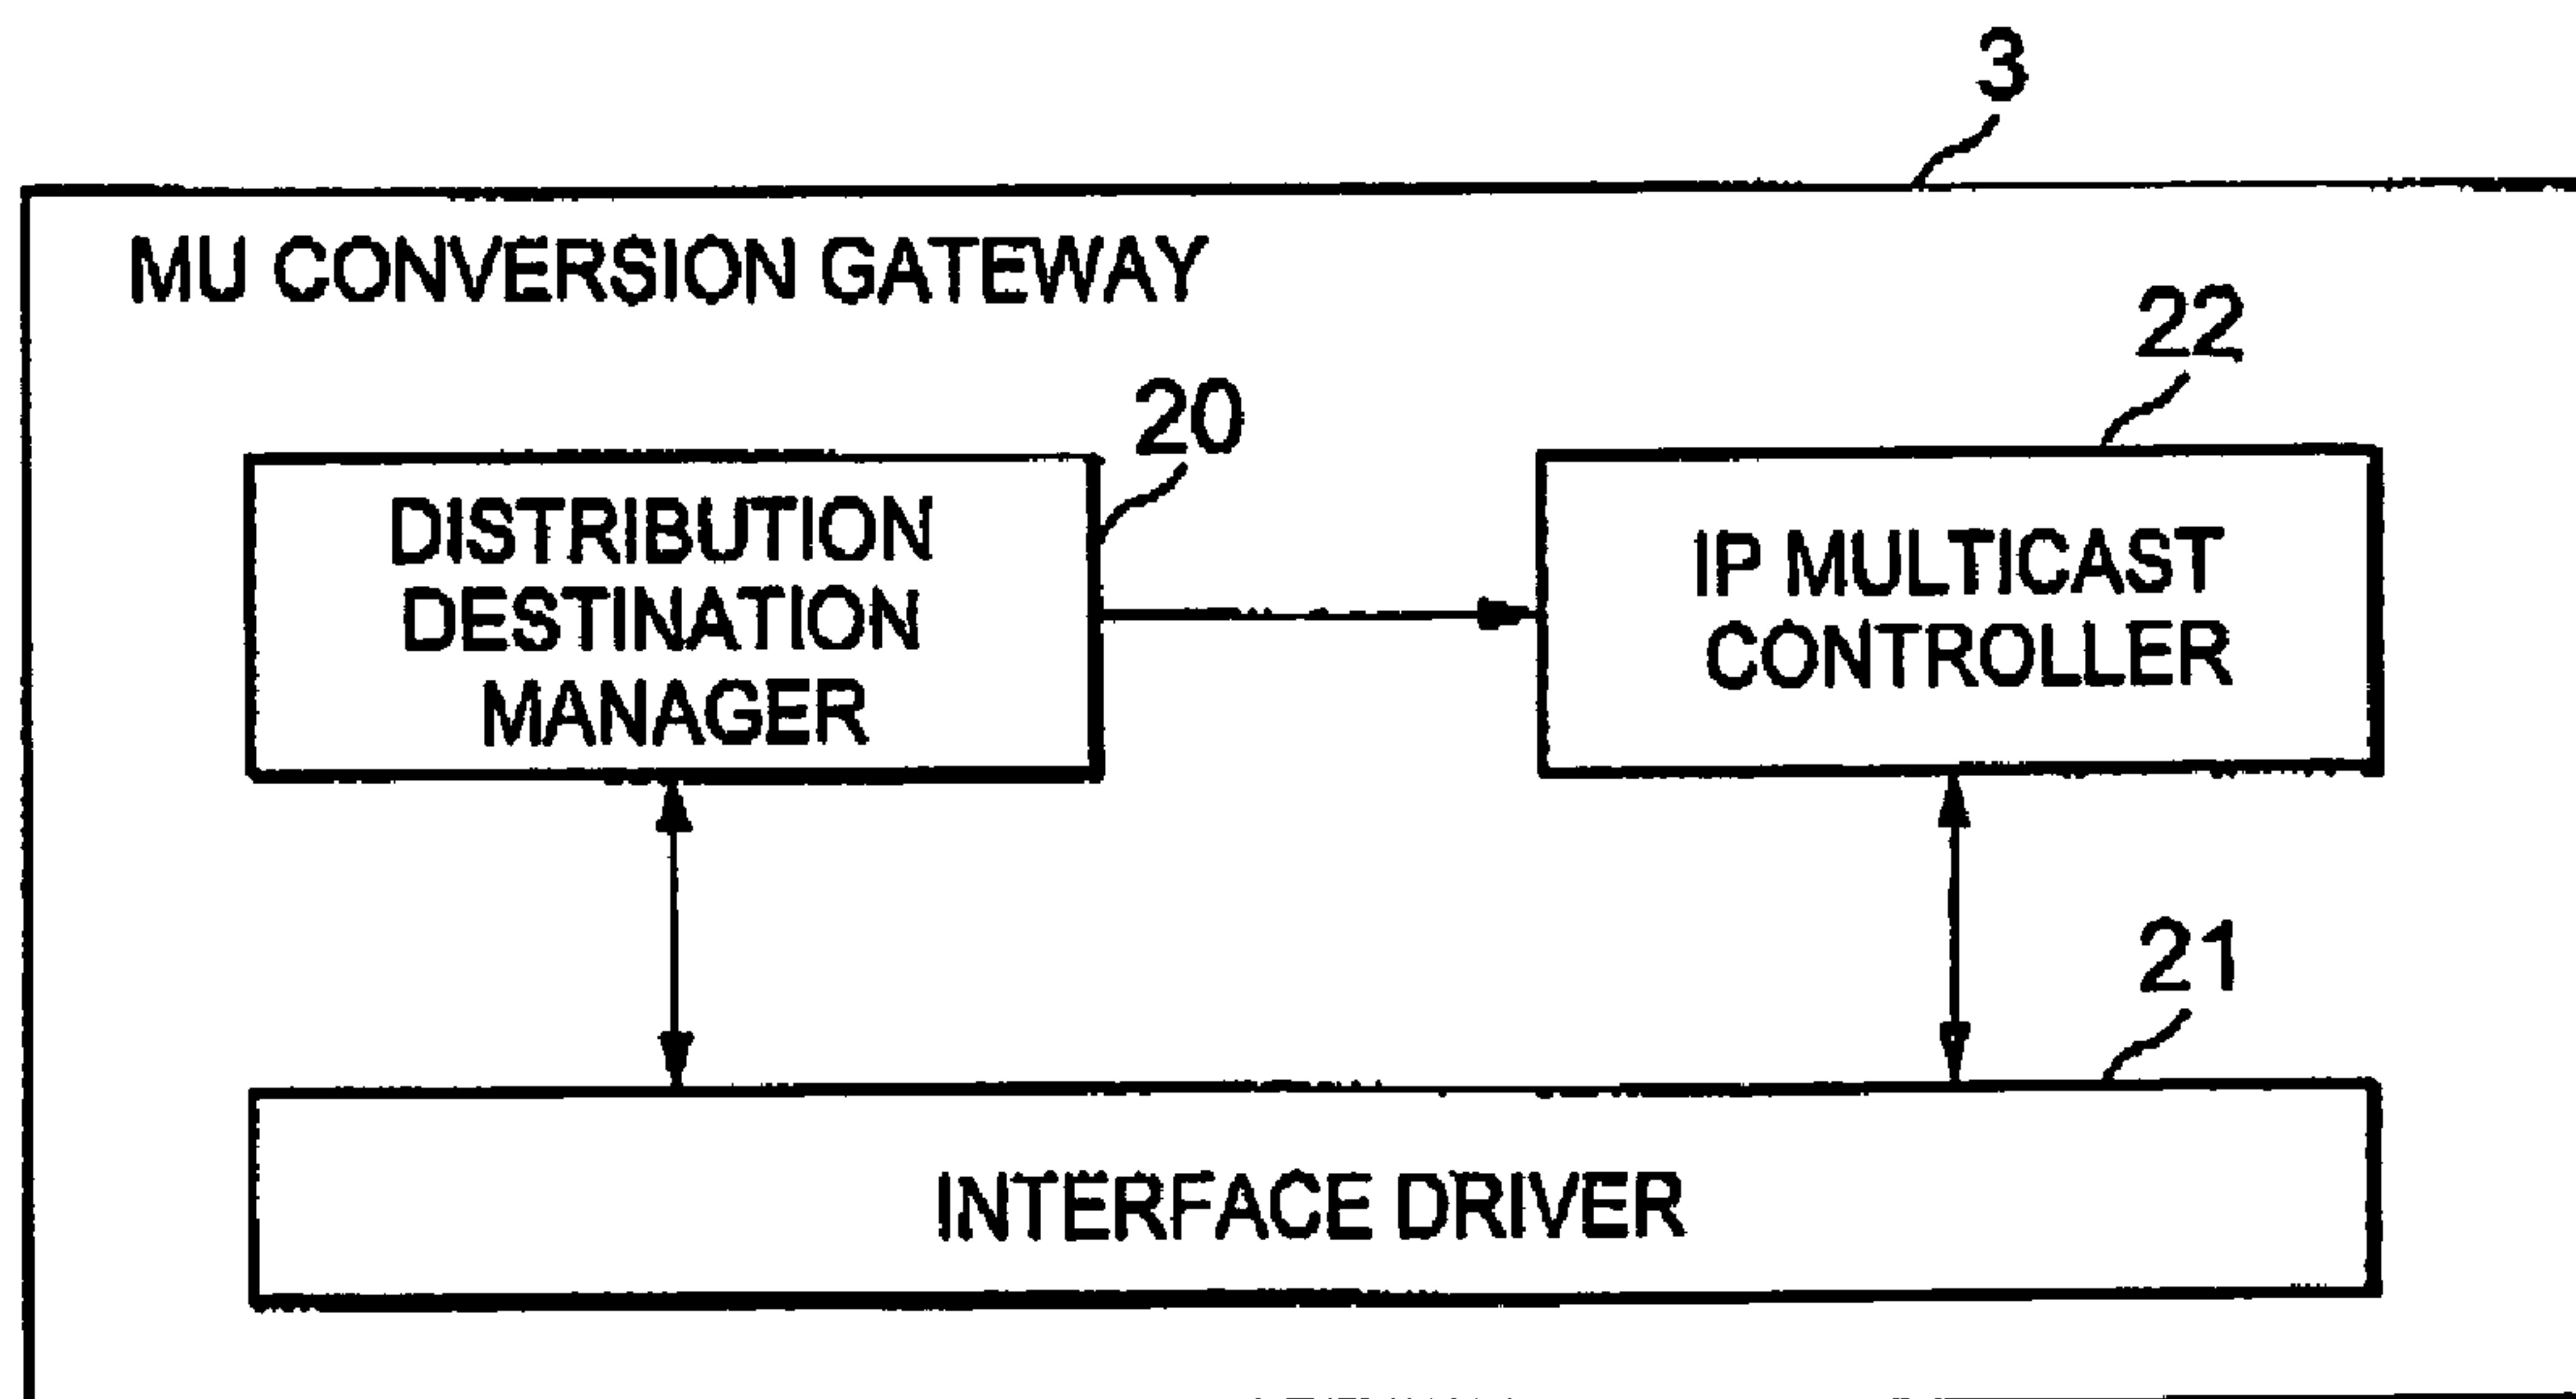 3
MU CONVERSION GATEWAY
22
20
DISTRIBUTION
DESTINATION
MANAGER
IP MULTICAST
CONTROLLER
21
INTERFACE DRIVER